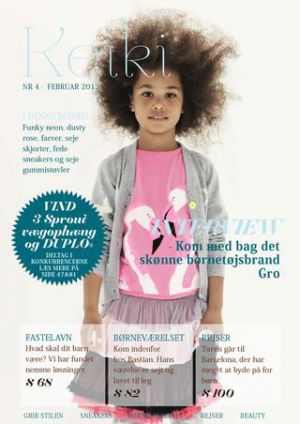 Keiki
NR 4 - FEBRUAR 2013
I DENNE MÅNED
Funky neon, dusty
rose, farver, seje
skjorter, fede
sneakers og seje
gummistøvler
VIND
3 Sproni
vægophæng
og DUPLO®
DELTAG I
KONKURRENCERNE
LÆS MERE PÅ
SIDE 47&81
INTERVIEW
Kom med bag det
skønne børnetøjsbrand
Gro
FASTELAVN
Hvad skal dit barn
være? Vi har fundet
nemme løsninger.
s 68
BØRNEVÆRELSET
Kom indenfor
hos Bastian. Hans
værelse er sejt og
lavet til leg.
s 82
REJSER
Turen går til
Barcelona, der har
meget at byde på for
børn.
s 100
GRIB STILEN - SNEAKERS - REJSER - BEAUTY